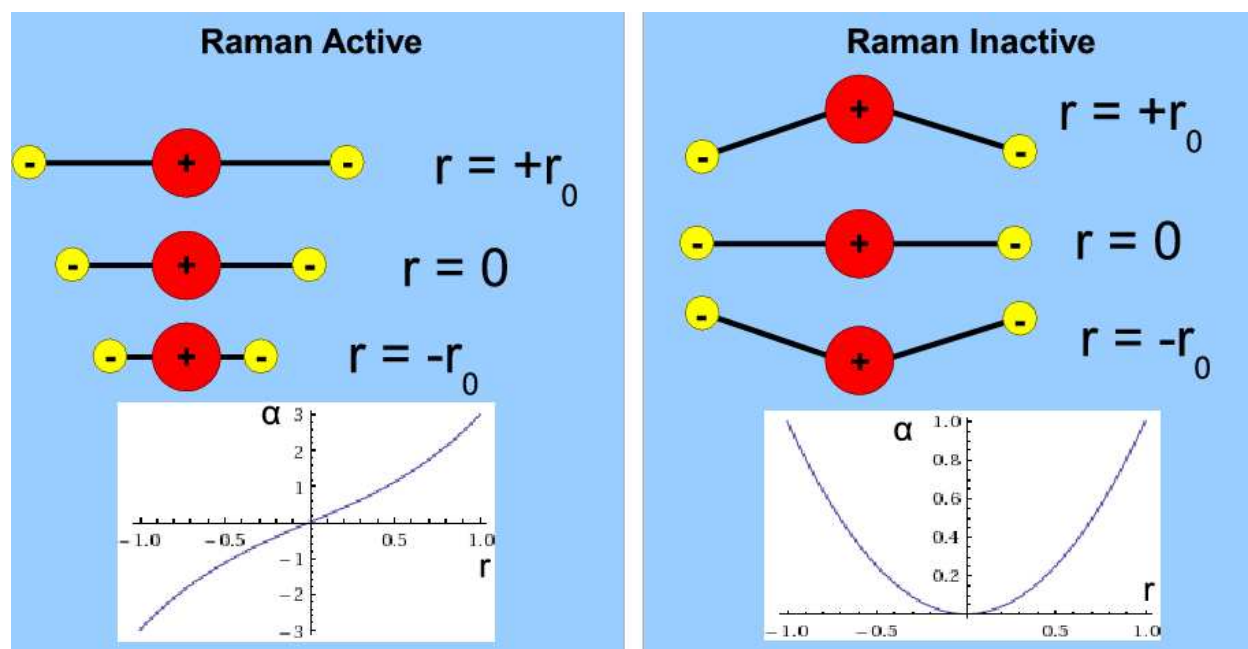 Raman Active
- + - r = +r₀
- + - r = 0
- + - r = -r₀
α
3
2
1
-1.0 -0.5 0.5 1.0
-1
r
-2
-3
Raman Inactive
+ r = +r₀
- -
- + - r = 0
- -
+ r = -r₀
α
1.0
0.8
0.6
0.4
0.2
r
-1.0 -0.5 0.5 1.0